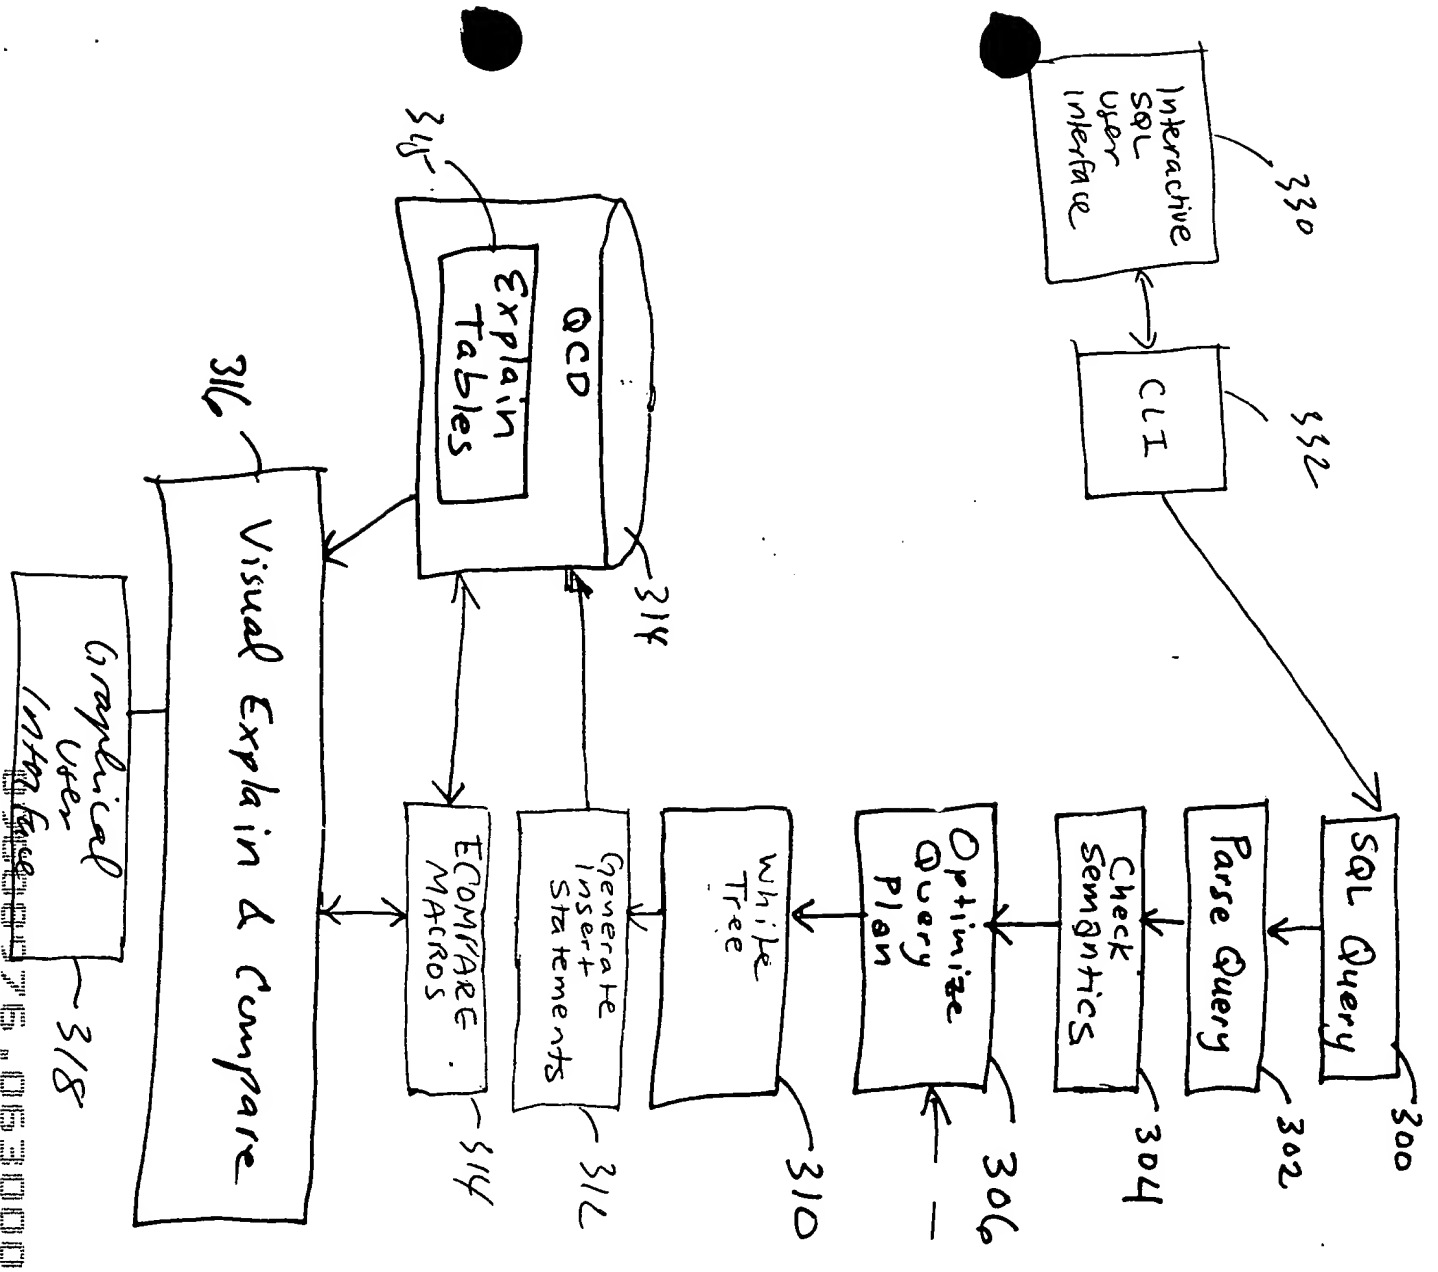 Interactive
SQL
user
interface
330
CLI
332
SQL Query
300
Parse Query
302
Check
Semantics
304
Optimize
Query
Plan
306
White
Tree
310
Generate
insert
Statements
312
ECOMPARE
MACROS
314
QCD
Explain
Tables
314
Visual Explain & Compare
316
Graphical
User
Interface
318